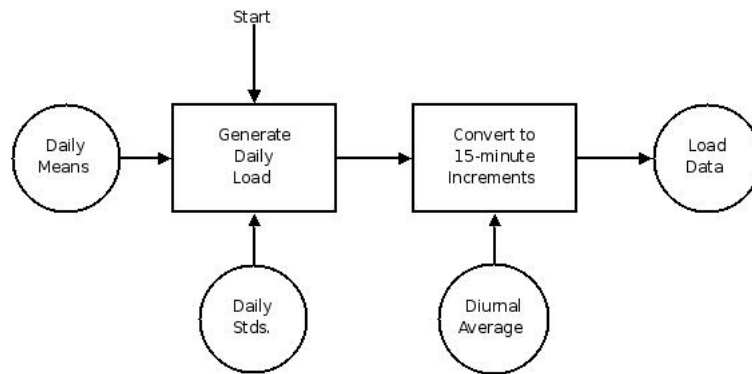 Start
Daily
Means
Generate
Daily
Load
Convert to
15-minute
Increments
Load
Data
Daily
Stds.
Diurnal
Average